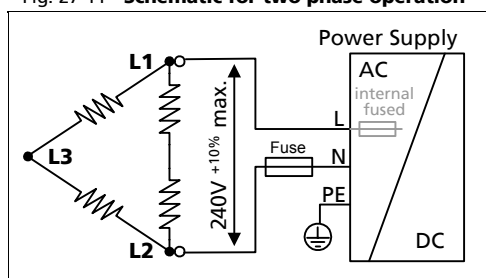 Fig. 27-11 Schematic for two phase operation
Power Supply
L1
AC
internal
fused
L
240V +10% max.
Fuse
N
L3
PE
L2
DC